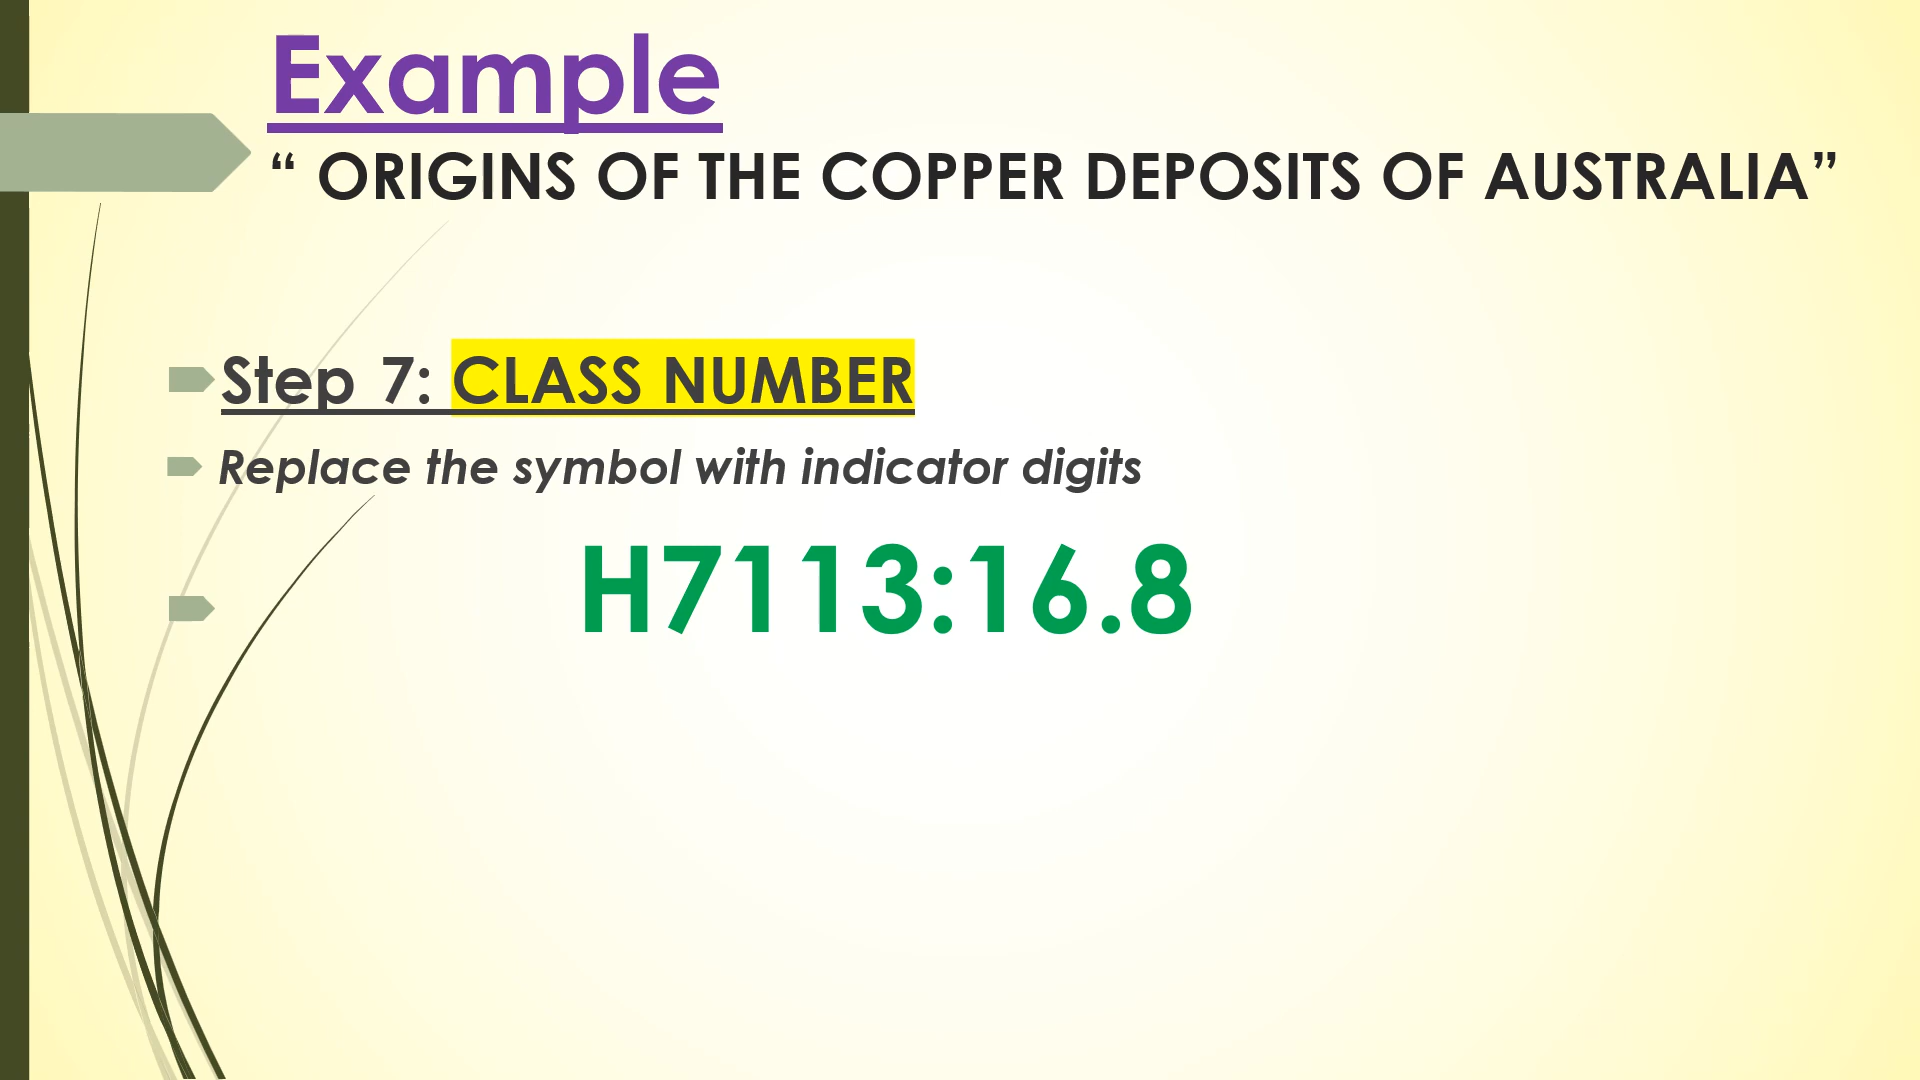 Example
“ ORIGINS OF THE COPPER DEPOSITS OF AUSTRALIA”
Step 7: CLASS NUMBER
Replace the symbol with indicator digits
H7113:16.8